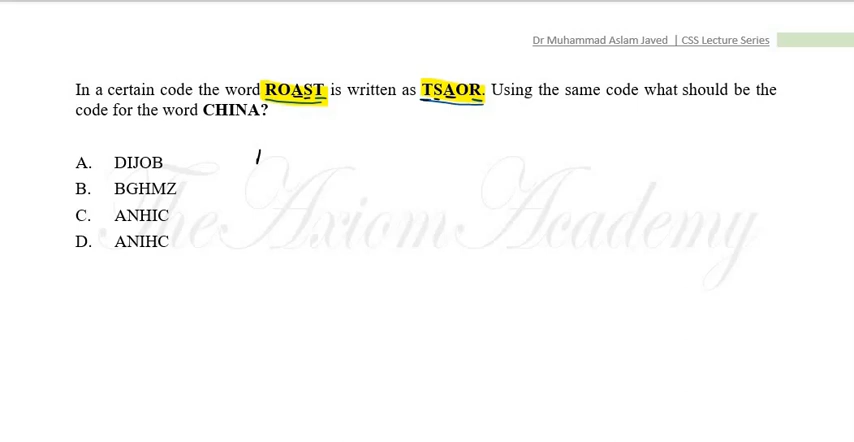 Dr Muhammad Aslam Javed | CSS Lecture Series
In a certain code the word ROAST is written as TSAOR. Using the same code what should be the
code for the word CHINA?
A. DIJOB
B. BGHMZ
C. ANHIC
D. ANIHC
The Axiom Academy